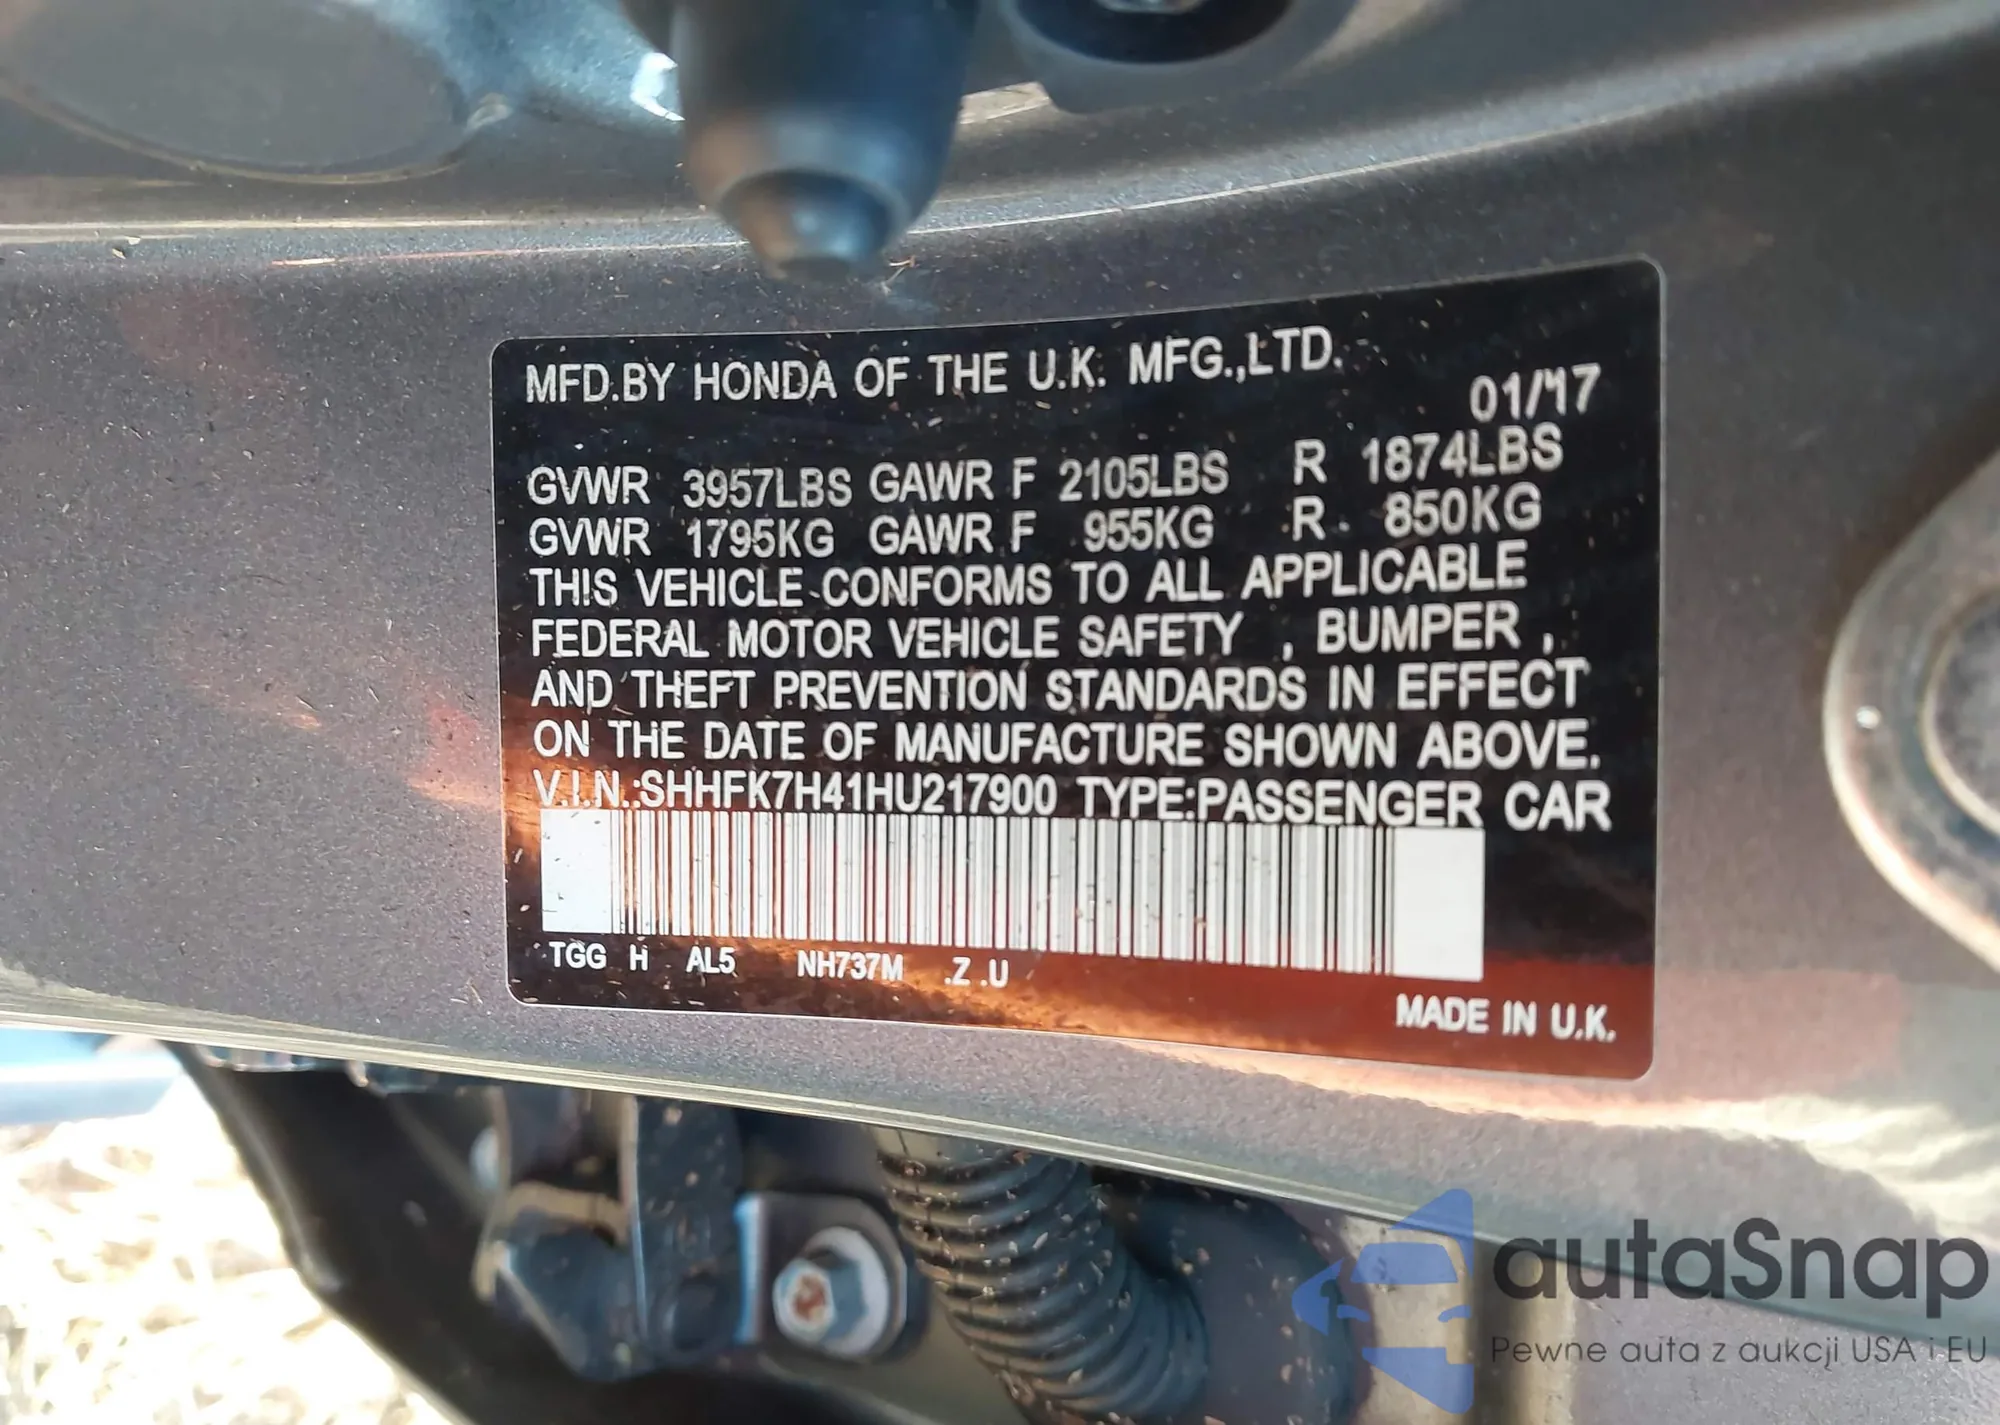 MFD.BY HONDA OF THE U.K. MFG.,LTD.
01/17
GVWR 3957LBS GAWR F 2105LBS R 1874LBS
GVWR 1795KG GAWR F 955KG R 850KG
THIS VEHICLE CONFORMS TO ALL APPLICABLE
FEDERAL MOTOR VEHICLE SAFETY , BUMPER ,
AND THEFT PREVENTION STANDARDS IN EFFECT
ON THE DATE OF MANUFACTURE SHOWN ABOVE.
V.I.N.:SHHFK7H41HU217900 TYPE:PASSENGER CAR
TGG H AL5 NH737M .Z .U
MADE IN U.K.
autaSnap
Pewne auta z aukcji USA i EU